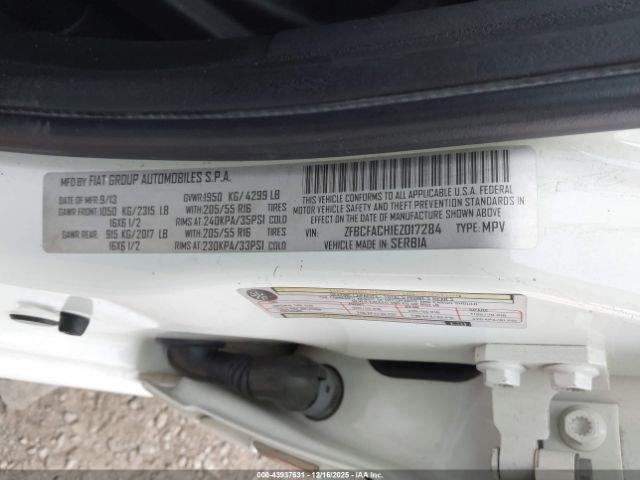 MFD BY FIAT GROUP AUTOMOBILES S.P.A.
DATE OF MFR 9/13 GVWR: 1950 KG/4299 LB
GAWR FRONT: 1050 KG/2315 LB WITH 205/55 R16 TIRES
16X6 1/2 RIMS AT 240KPA/35PSI COLD
GAWR REAR: 915 KG/2017 LB WITH 205/55 R16 TIRES
16X6 1/2 RIMS AT 230KPA/33PSI COLD
THIS VEHICLE CONFORMS TO ALL APPLICABLE U.S.A. FEDERAL
MOTOR VEHICLE SAFETY AND THEFT PREVENTION STANDARDS IN
EFFECT ON THE DATE OF MANUFACTURE SHOWN ABOVE
VIN: ZFBCFACH1EZ017284 TYPE: MPV
VEHICLE MADE IN SERBIA
000-43937631 - 12/16/2025 - IAAI.COM